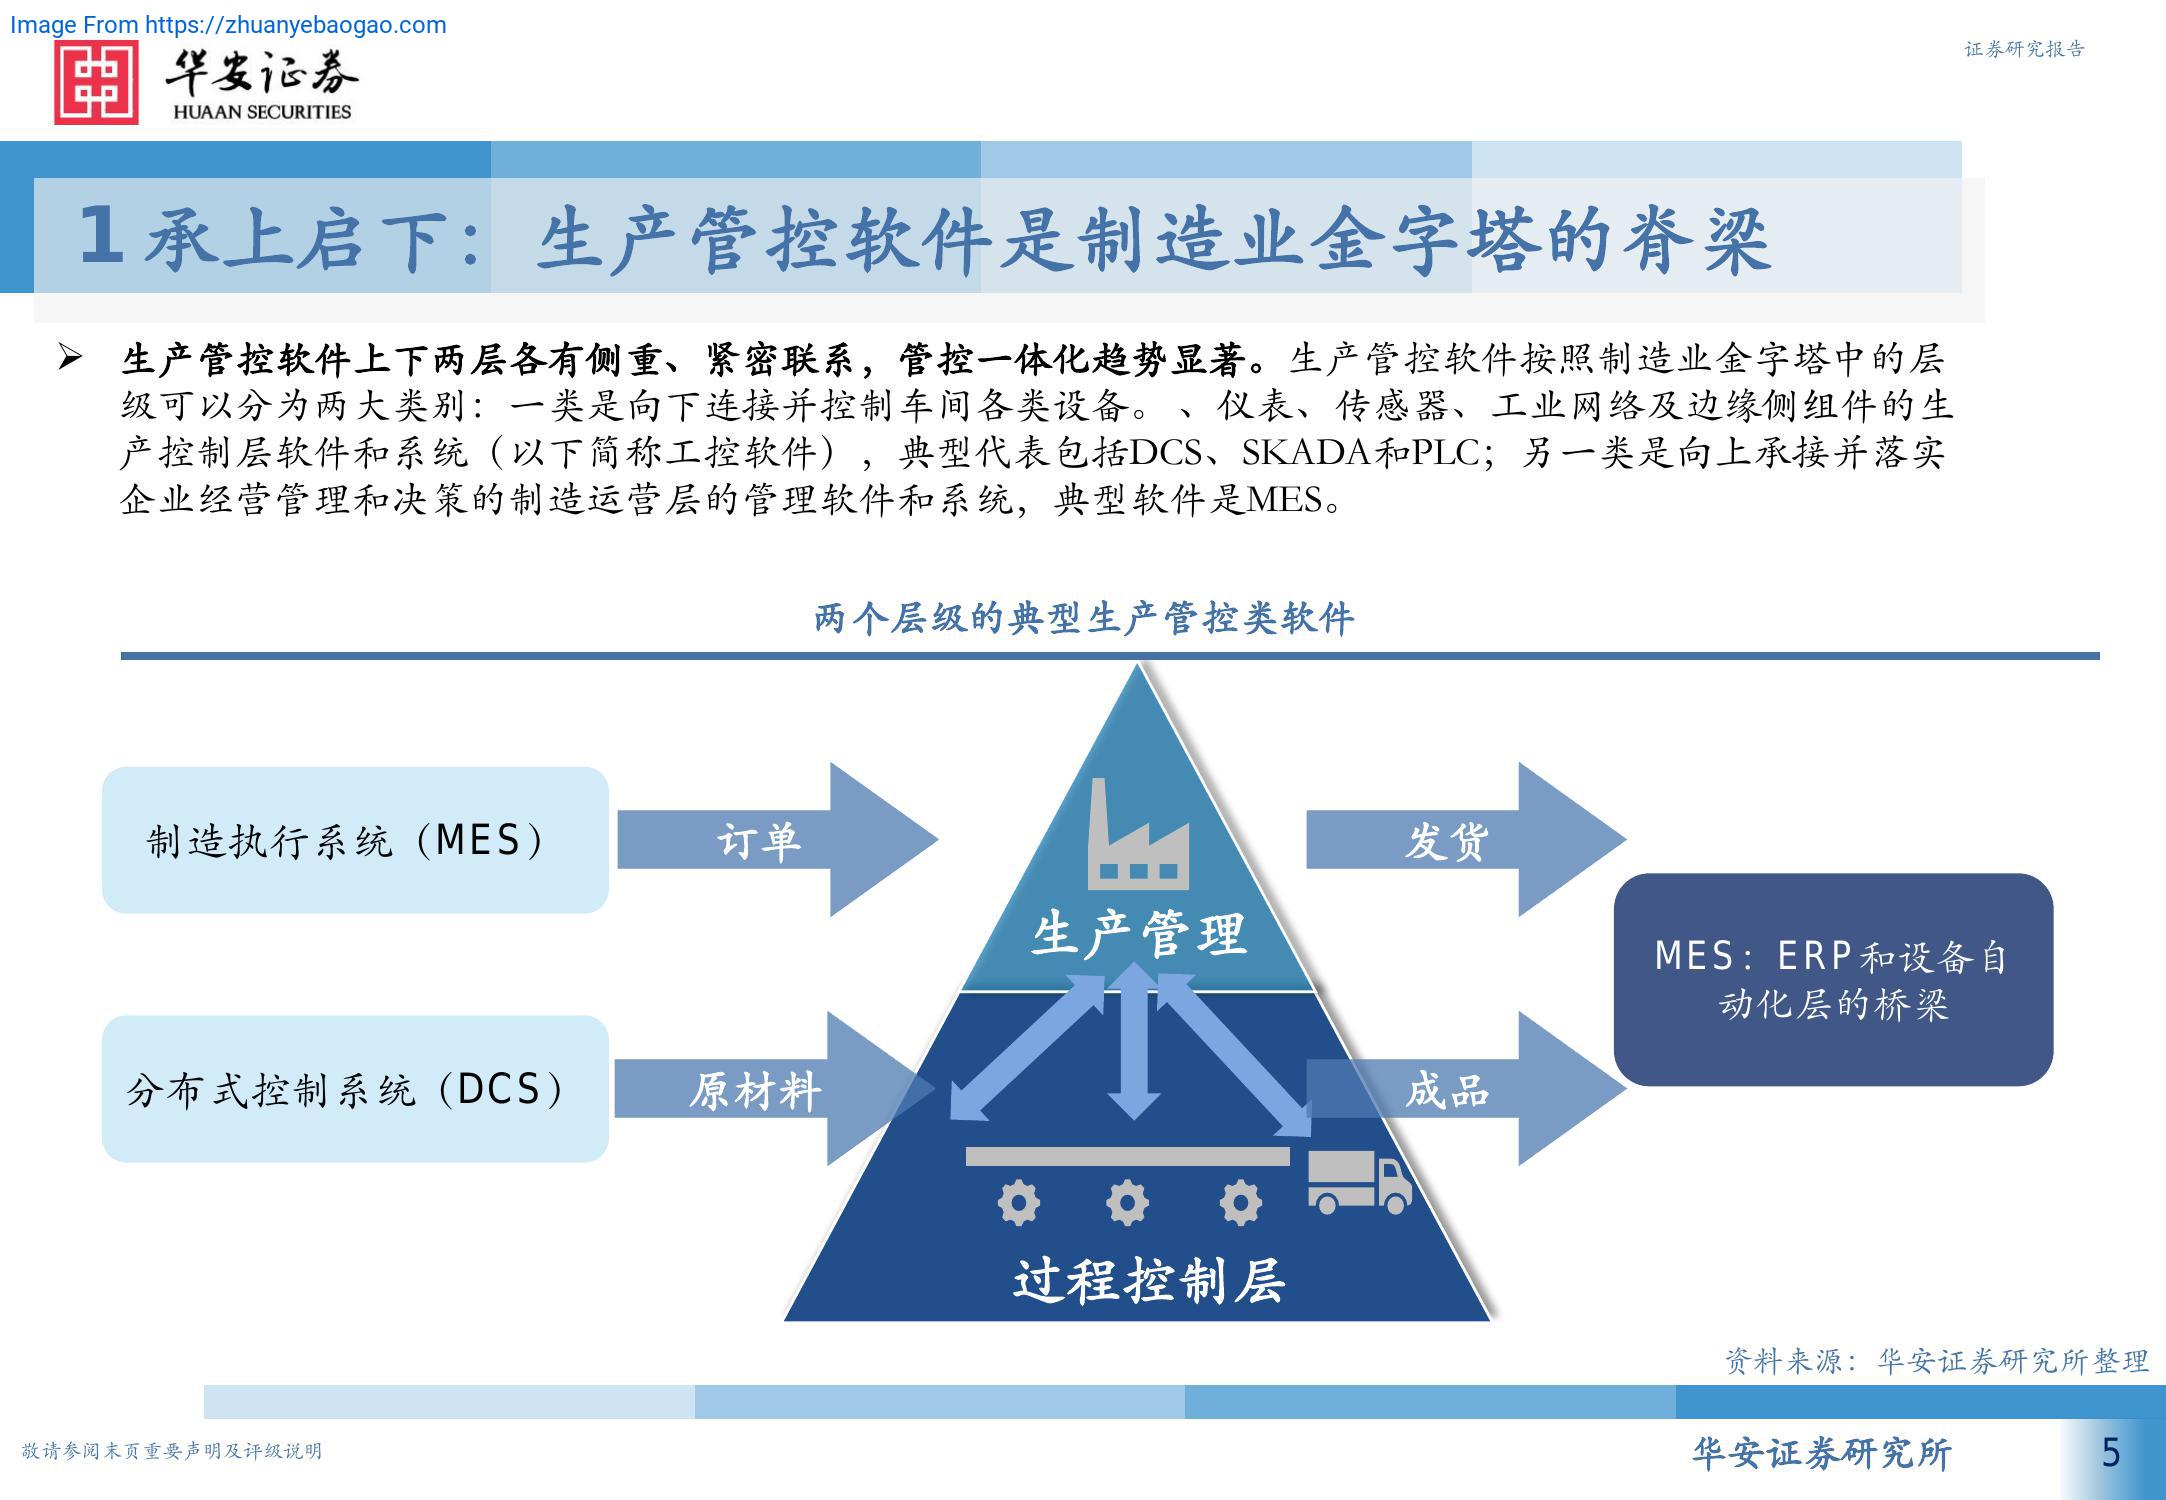 Image From https://zhuanyebaogao.com
华安证券
HUAAN SECURITIES
证券研究报告
1 承上启下：生产管控软件是制造业金字塔的脊梁
➢ 生产管控软件上下两层各有侧重、紧密联系，管控一体化趋势显著。生产管控软件按照制造业金字塔中的层
级可以分为两大类别：一类是向下连接并控制车间各类设备。、仪表、传感器、工业网络及边缘侧组件的生
产控制层软件和系统（以下简称工控软件），典型代表包括DCS、SKADA和PLC；另一类是向上承接并落实
企业经营管理和决策的制造运营层的管理软件和系统，典型软件是MES。
两个层级的典型生产管控类软件
制造执行系统（MES）
订单
发货
生产管理
MES：ERP和设备自
动化层的桥梁
分布式控制系统（DCS）
原材料
成品
过程控制层
资料来源：华安证券研究所整理
敬请参阅末页重要声明及评级说明
华安证券研究所
5